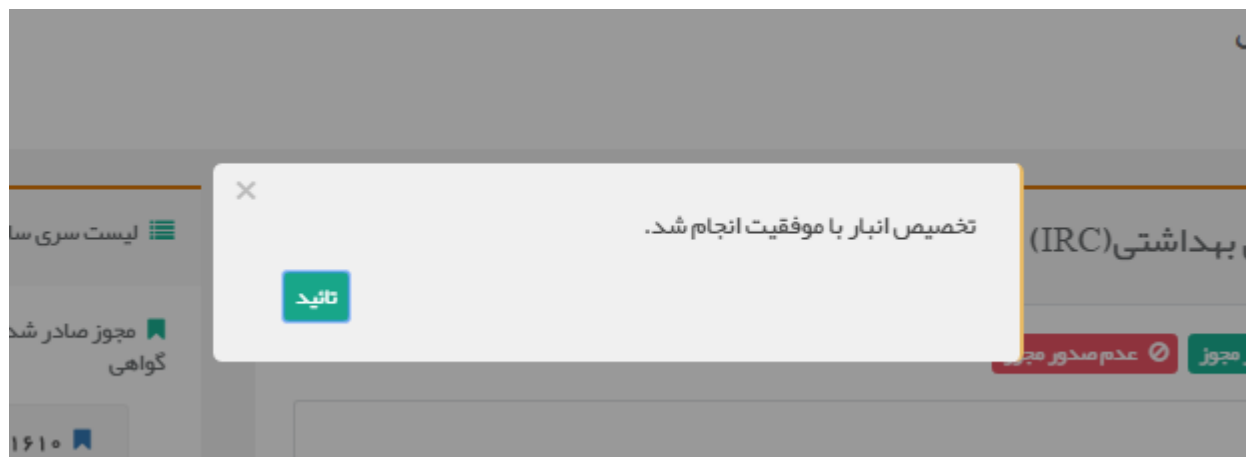 بهداشتی(IRC)
مجوز
عدم صدور مجوز
تخصیص انبار با موفقیت انجام شد.
تائید
لیست سری سا
مجوز صادر شد
گواهی
۱۶۱۰